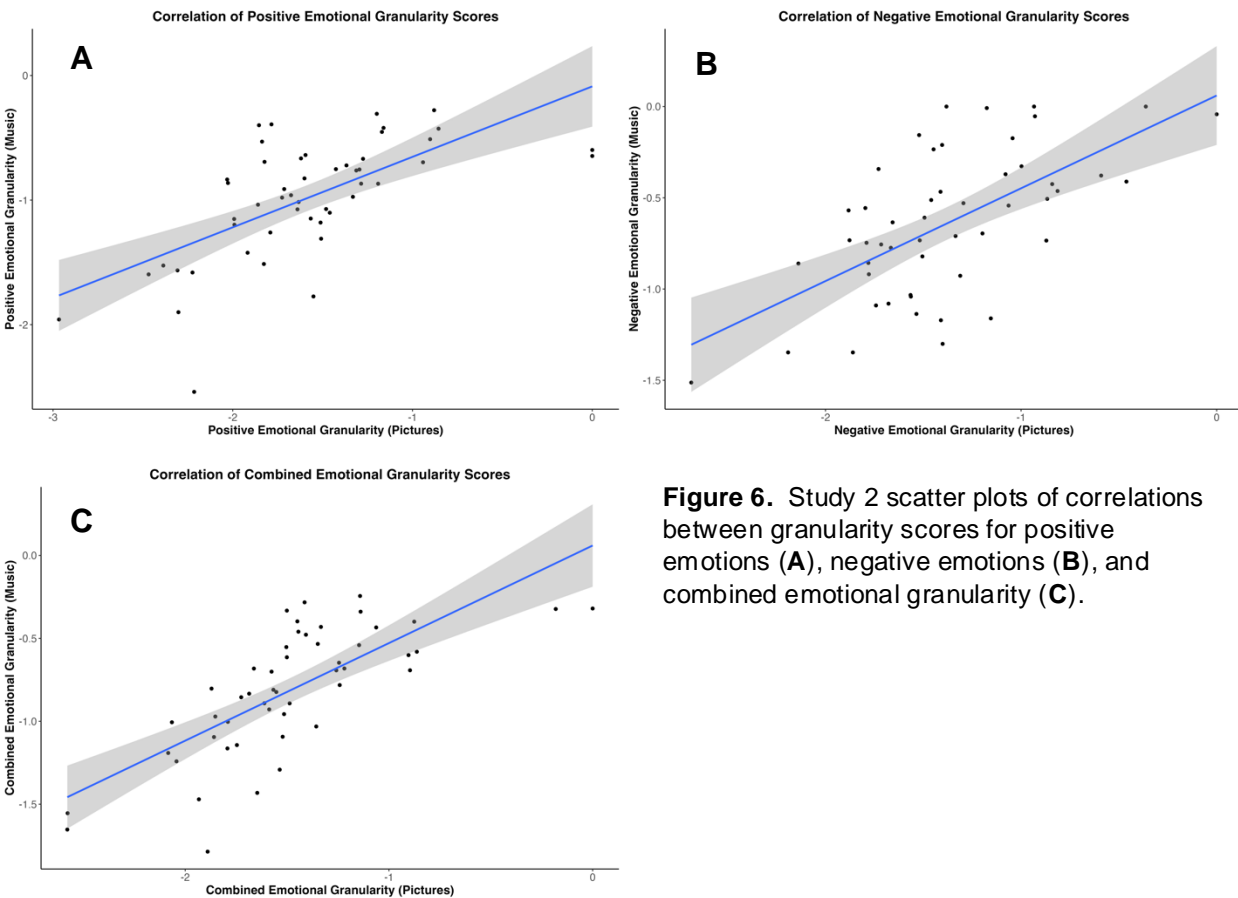 Correlation of Positive Emotional Granularity Scores
A
Positive Emotional Granularity (Music)
0
-1
-2
-3
-2
-1
0
Positive Emotional Granularity (Pictures)
Correlation of Negative Emotional Granularity Scores
B
Negative Emotional Granularity (Music)
0.0
-0.5
-1.0
-1.5
-2
-1
0
Negative Emotional Granularity (Pictures)
Correlation of Combined Emotional Granularity Scores
C
Combined Emotional Granularity (Music)
0.0
-0.5
-1.0
-1.5
-2
-1
0
Combined Emotional Granularity (Pictures)
Figure 6. Study 2 scatter plots of correlations
between granularity scores for positive
emotions (A), negative emotions (B), and
combined emotional granularity (C).